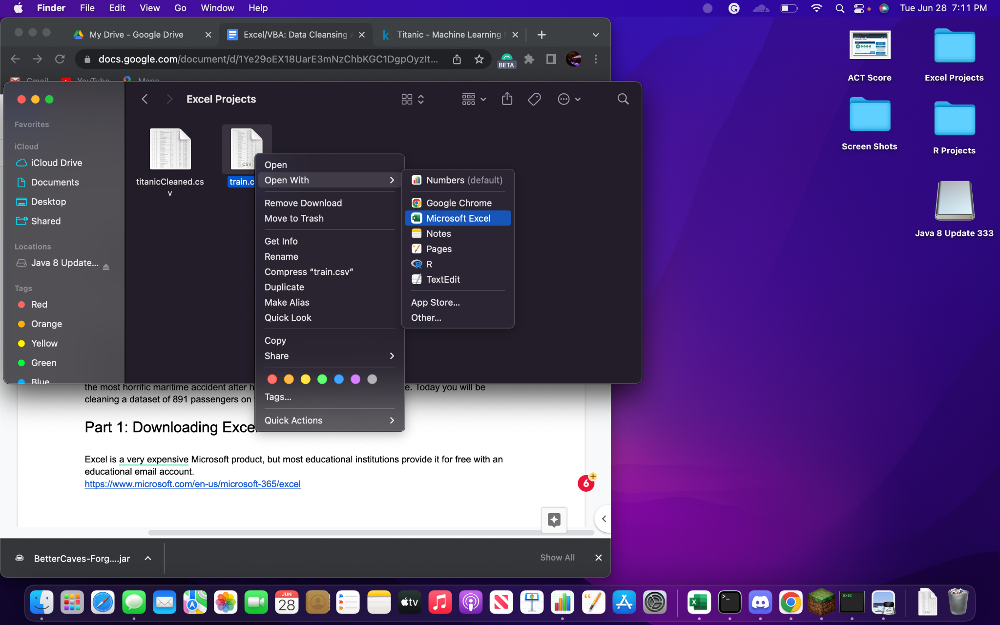 Finder File Edit View Go Window Help Tue Jun 28 7:11 PM
My Drive - Google Drive Excel/VBA: Data Cleansing Titanic - Machine Learning
docs.google.com/document/d/1Ye29oEX18UarE3mNzChbKGC1DgpOyzIt...
BETA
Gmail YouTube Maps
Excel Projects
Favorites
iCloud
iCloud Drive
Documents
Desktop
Shared
Locations
Java 8 Update...
Tags
Red
Orange
Yellow
Green
Blue
titanicCleaned.cs
v
CSV
train.c
Open
Open With
Remove Download
Move to Trash
Get Info
Rename
Compress “train.csv”
Duplicate
Make Alias
Quick Look
Copy
Share
Tags...
Quick Actions
Numbers (default)
Google Chrome
Microsoft Excel
Notes
Pages
R
TextEdit
App Store...
Other...
ACT Score
Excel Projects
Screen Shots
R Projects
Java 8 Update 333
the most horrific maritime accident after h e. Today you will be
cleaning a dataset of 891 passengers on
Part 1: Downloading Exce
Excel is a very expensive Microsoft product, but most educational institutions provide it for free with an
educational email account.
https://www.microsoft.com/en-us/microsoft-365/excel
6
BetterCaves-Forg....jar
Show All
JUN
28
tv
exec
CSV